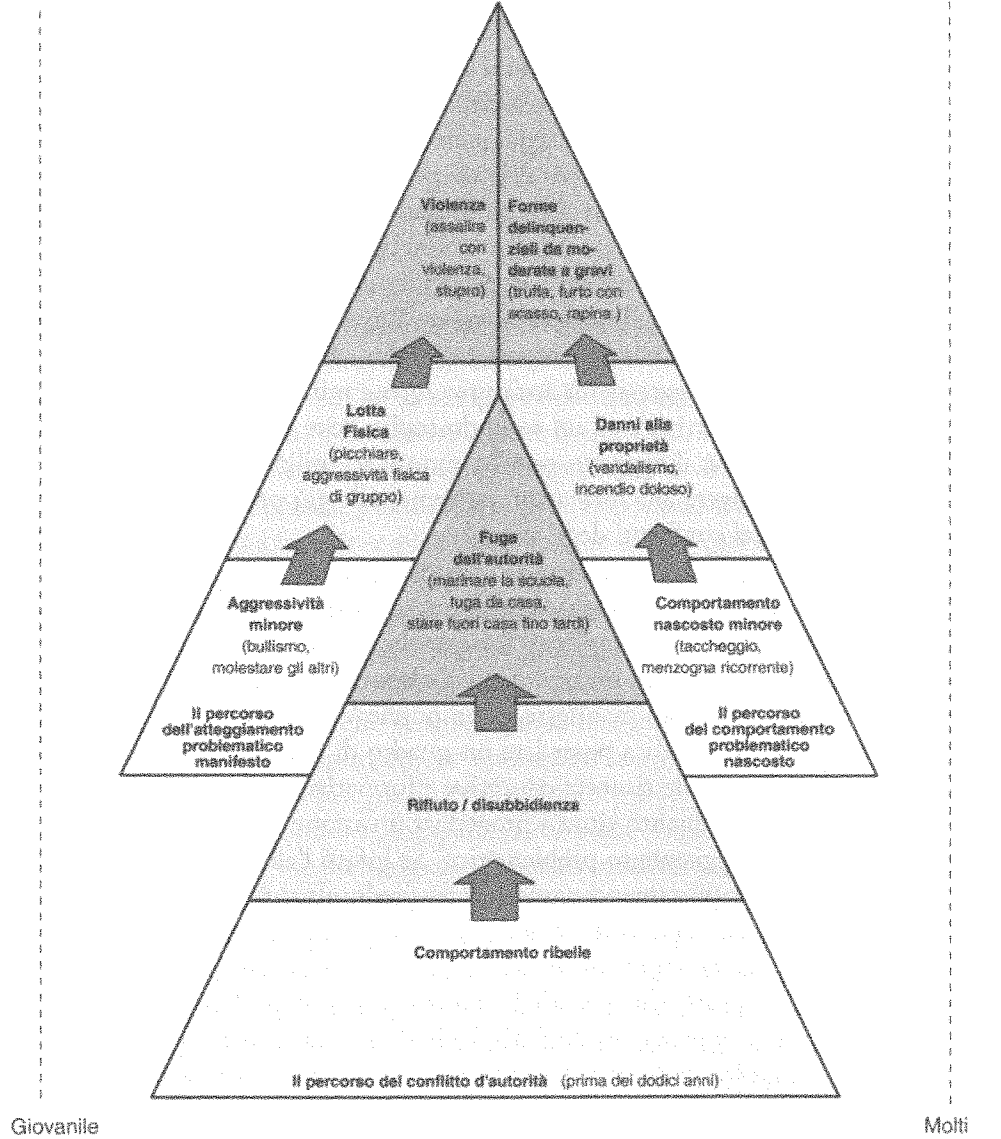 Violenza
(assalire
con
violenza,
stupro)
Forme
delinquen-
ziali da mo-
derate a gravi
(truffa, furto con
scasso, rapina )
Lotta
Fisica
(picchiare,
aggressività fisica
di gruppo)
Danni alla
proprietà
(vandalismo,
incendio doloso)
Fuga
dall'autorità
(marinare la scuola,
fuga da casa,
stare fuori casa fino tardi)
Aggressività
minore
(bullismo,
molestare gli altri)
Comportamento
nascosto minore
(taccheggio,
menzogna ricorrente)
Il percorso
dell'atteggiamento
problematico
manifesto
Il percorso
del comportamento
problematico
nascosto
Rifiuto / disubbidienza
Comportamento ribelle
Il percorso del conflitto d'autorità (prima dei dodici anni)
Giovanile
Molti